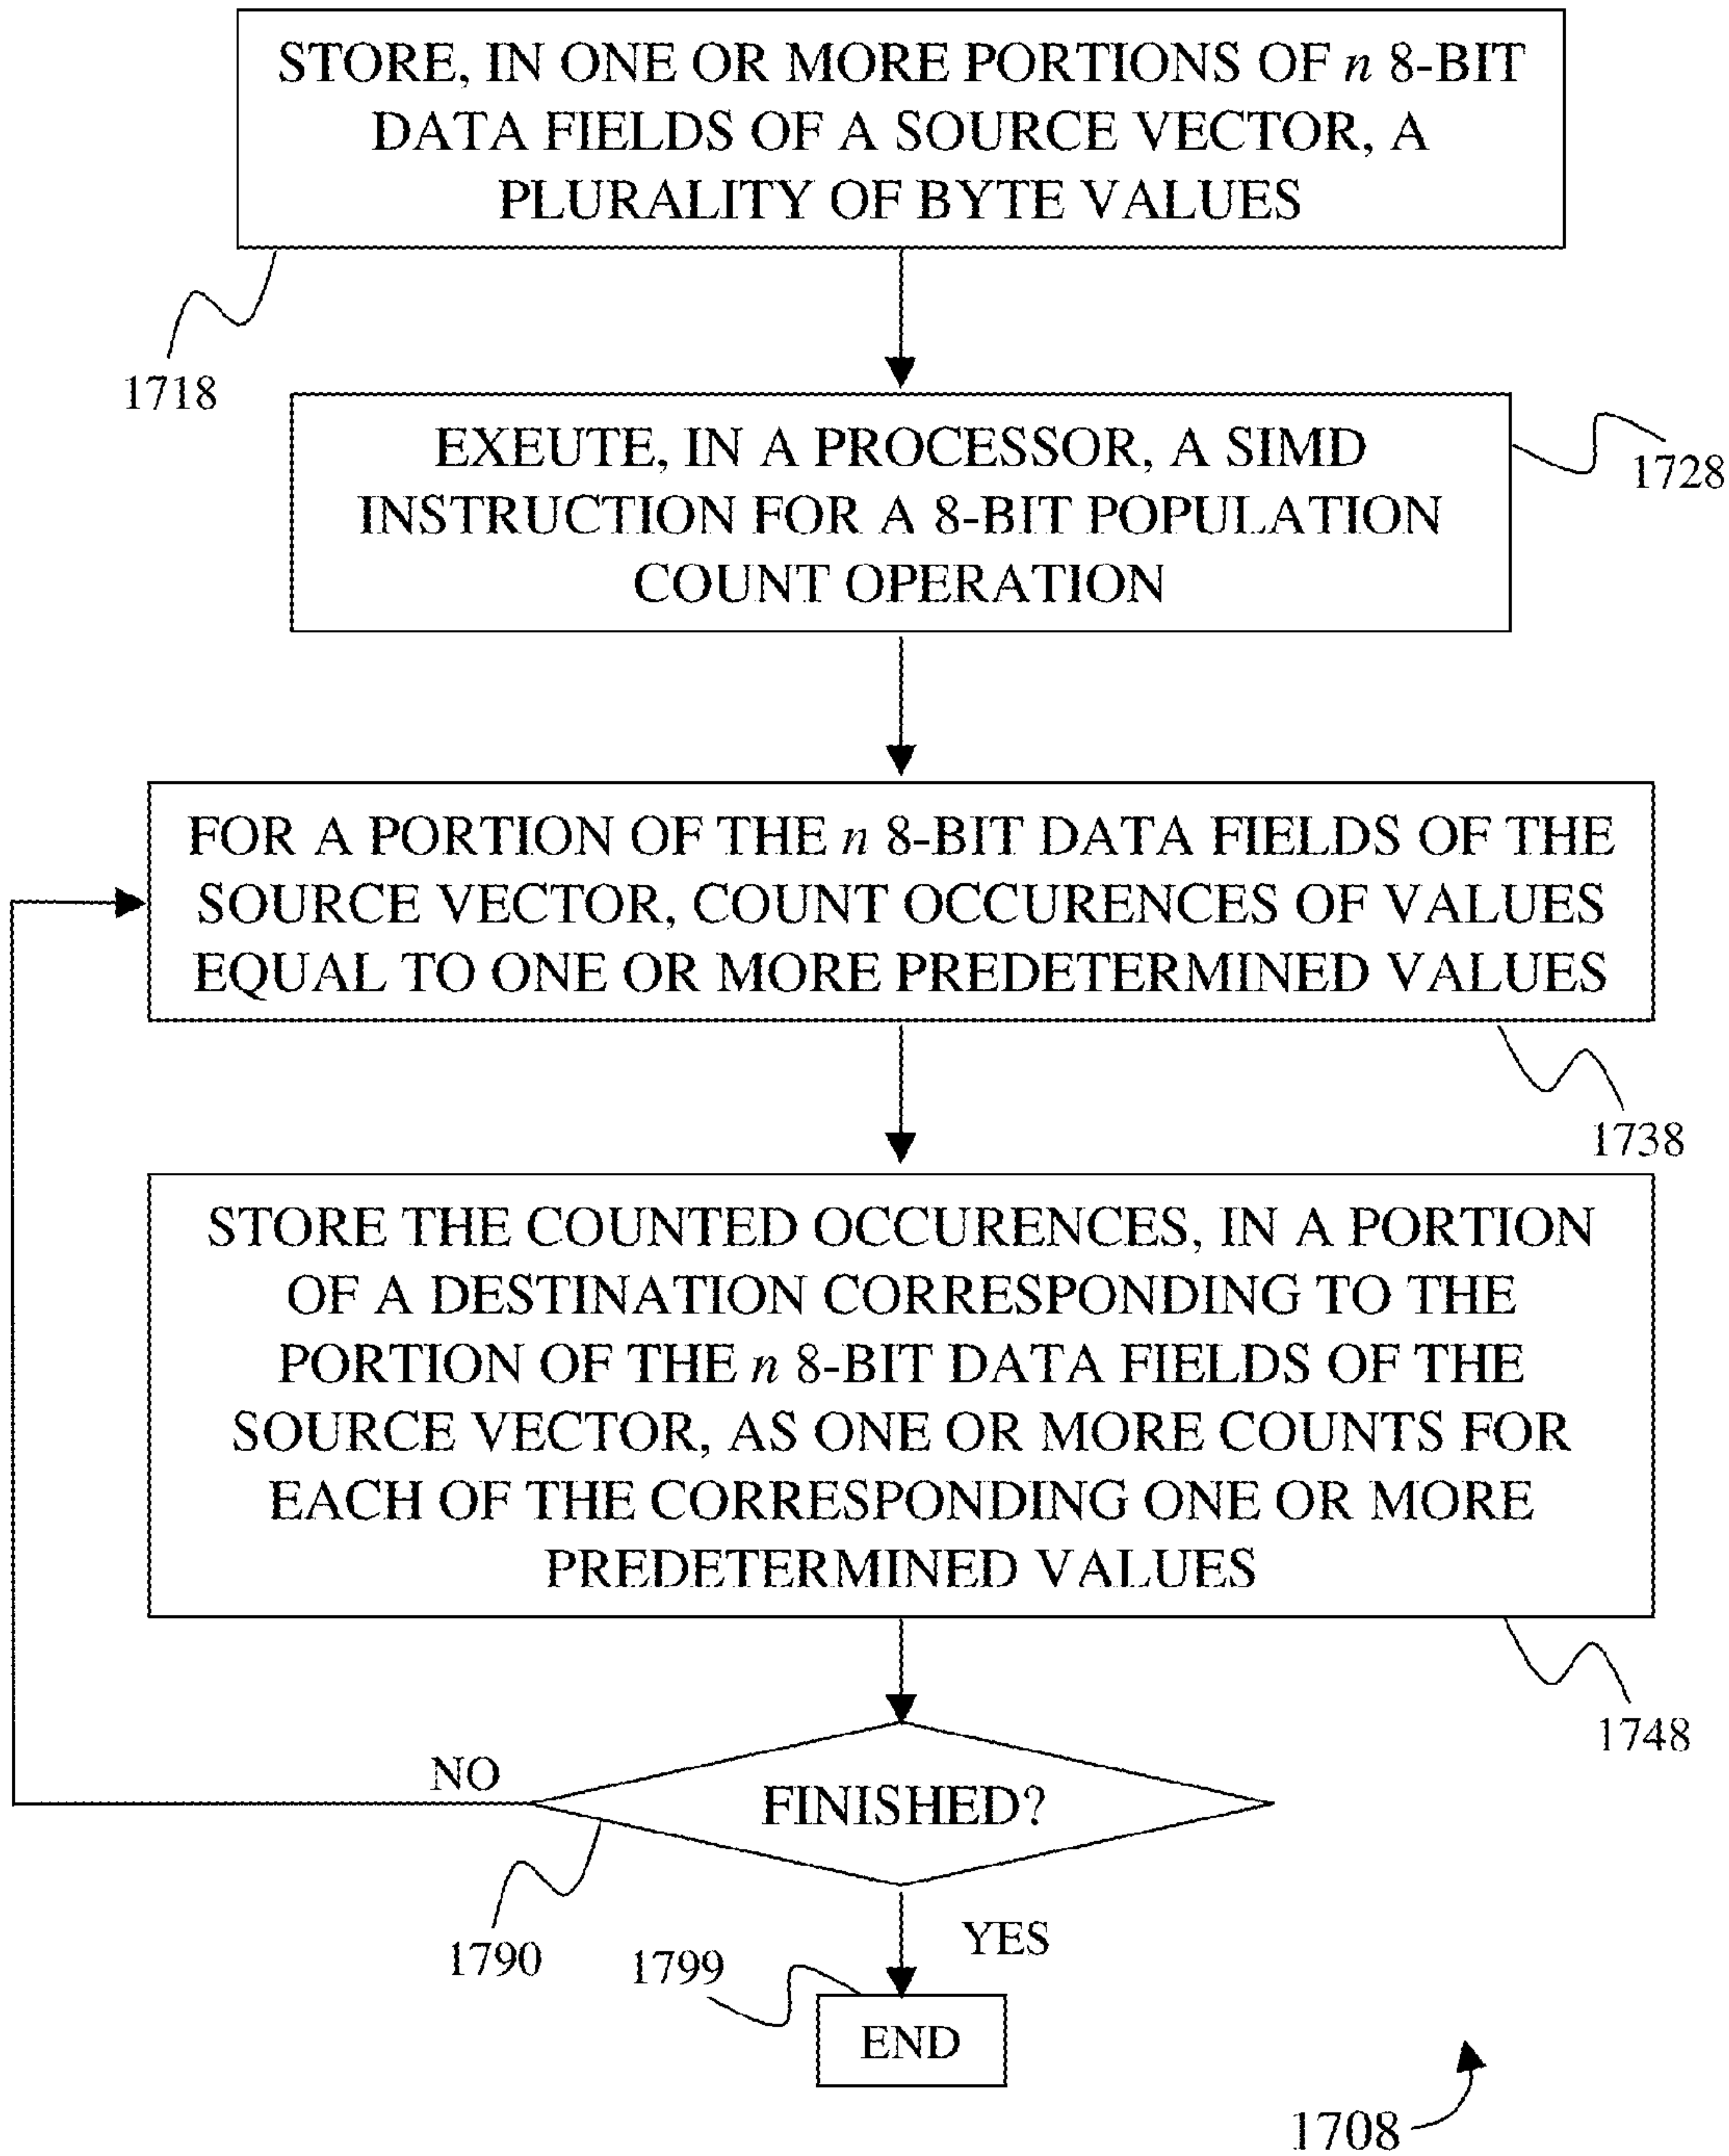 STORE, IN ONE OR MORE PORTIONS OF n 8-BIT
DATA FIELDS OF A SOURCE VECTOR, A
PLURALITY OF BYTE VALUES
1718
EXEUTE, IN A PROCESSOR, A SIMD
INSTRUCTION FOR A 8-BIT POPULATION
COUNT OPERATION
1728
FOR A PORTION OF THE n 8-BIT DATA FIELDS OF THE
SOURCE VECTOR, COUNT OCCURENCES OF VALUES
EQUAL TO ONE OR MORE PREDETERMINED VALUES
1738
STORE THE COUNTED OCCURENCES, IN A PORTION
OF A DESTINATION CORRESPONDING TO THE
PORTION OF THE n 8-BIT DATA FIELDS OF THE
SOURCE VECTOR, AS ONE OR MORE COUNTS FOR
EACH OF THE CORRESPONDING ONE OR MORE
PREDETERMINED VALUES
1748
NO
FINISHED?
1790
YES
1799
END
1708